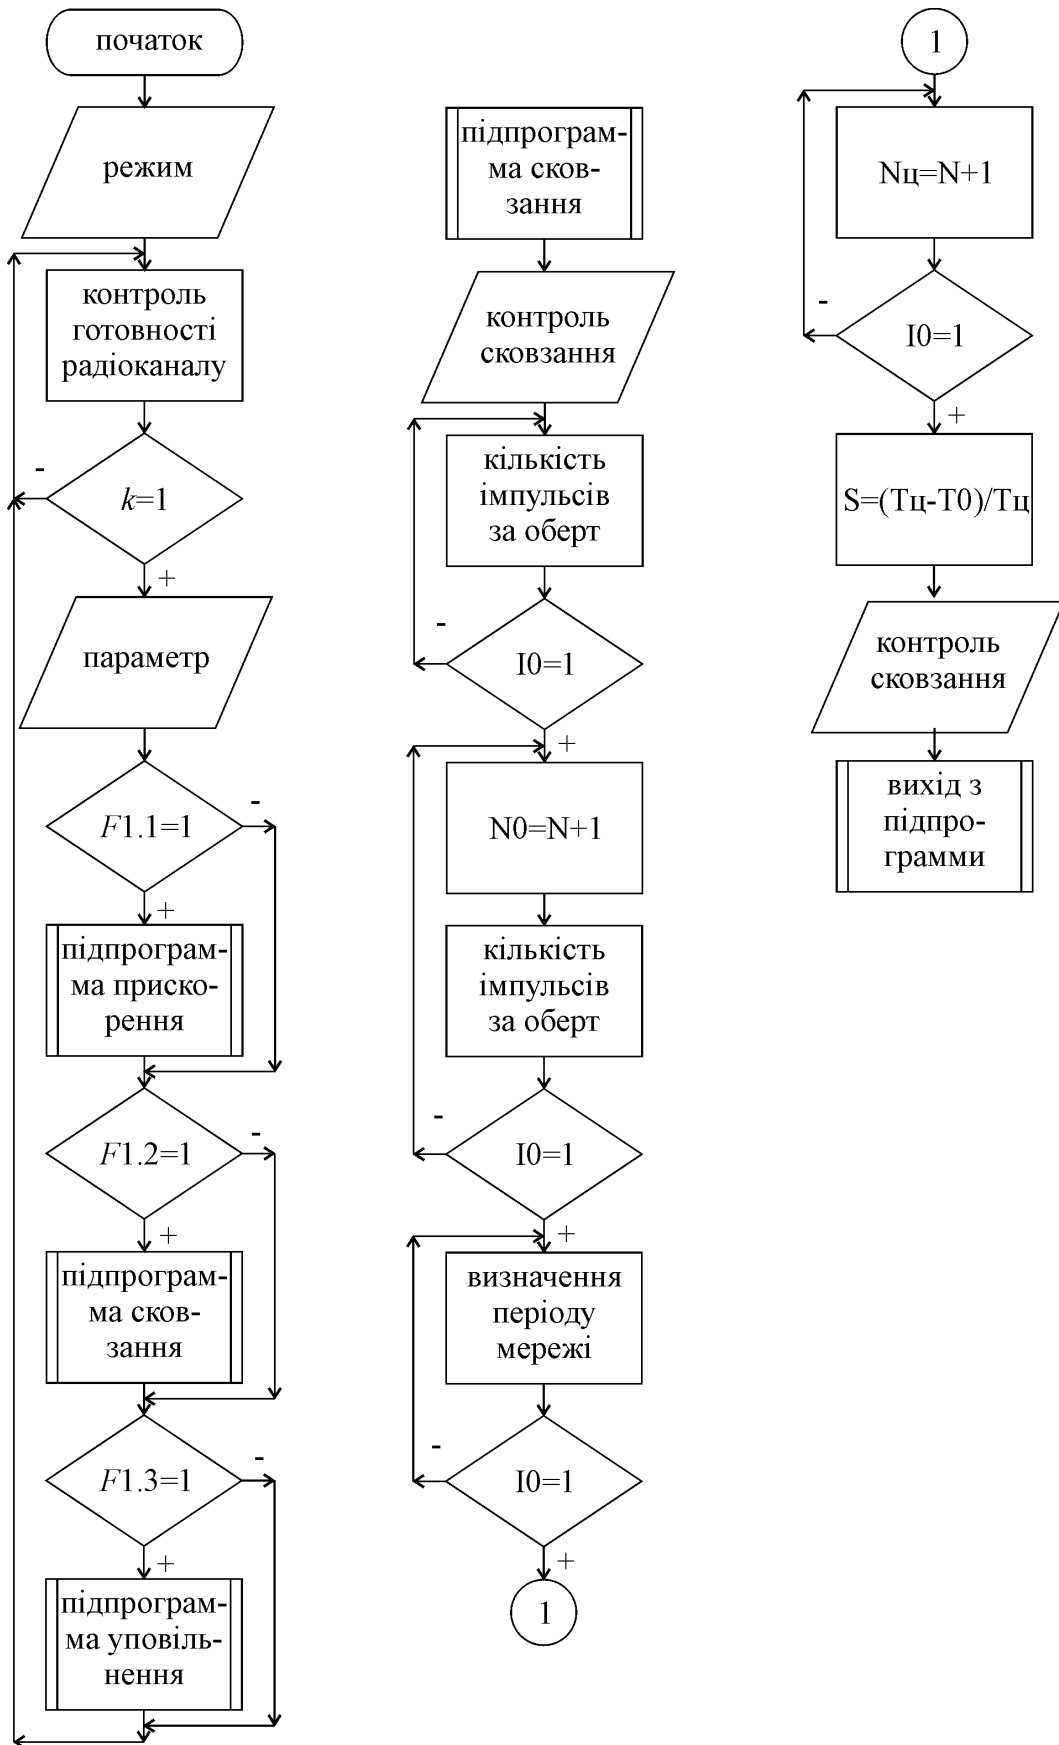 початок
режим
контроль
готовності
радіоканалу
-
k=1
+
параметр
F1.1=1
-
+
підпрограм-
ма приско-
рення
F1.2=1
-
+
підпрограм-
ма сков-
зання
F1.3=1
-
+
підпрограм-
ма уповіль-
нення
підпрограм-
ма сков-
зання
контроль
сковзання
кількість
імпульсів
за оберт
-
I0=1
+
N0=N+1
кількість
імпульсів
за оберт
-
I0=1
+
визначення
періоду
мережі
-
I0=1
+
1
1
Nц=N+1
-
I0=1
+
S=(Tц-T0)/Tц
контроль
сковзання
вихід з
підпро-
грамми